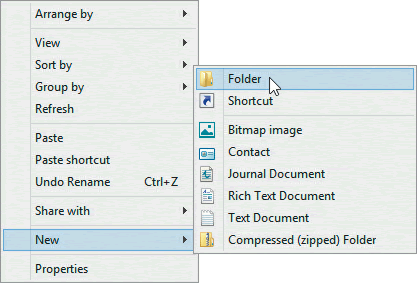 Arrange by
View
Sort by
Group by
Refresh
Paste
Paste shortcut
Undo Rename Ctrl+Z
Share with
New
Properties
Folder
Shortcut
Bitmap image
Contact
Journal Document
Rich Text Document
Text Document
Compressed (zipped) Folder